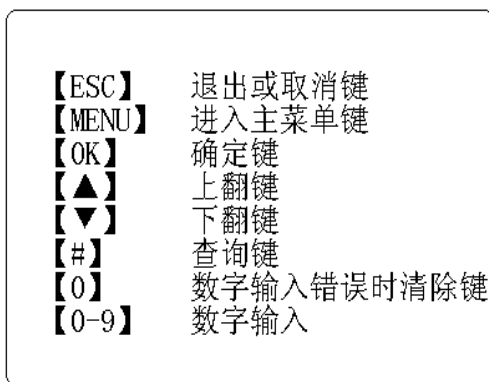 【ESC】 退出或取消键
【MENU】 进入主菜单键
【OK】 确定键
【▲】 上翻键
【▼】 下翻键
【#】 查询键
【0】 数字输入错误时清除键
【0-9】 数字输入